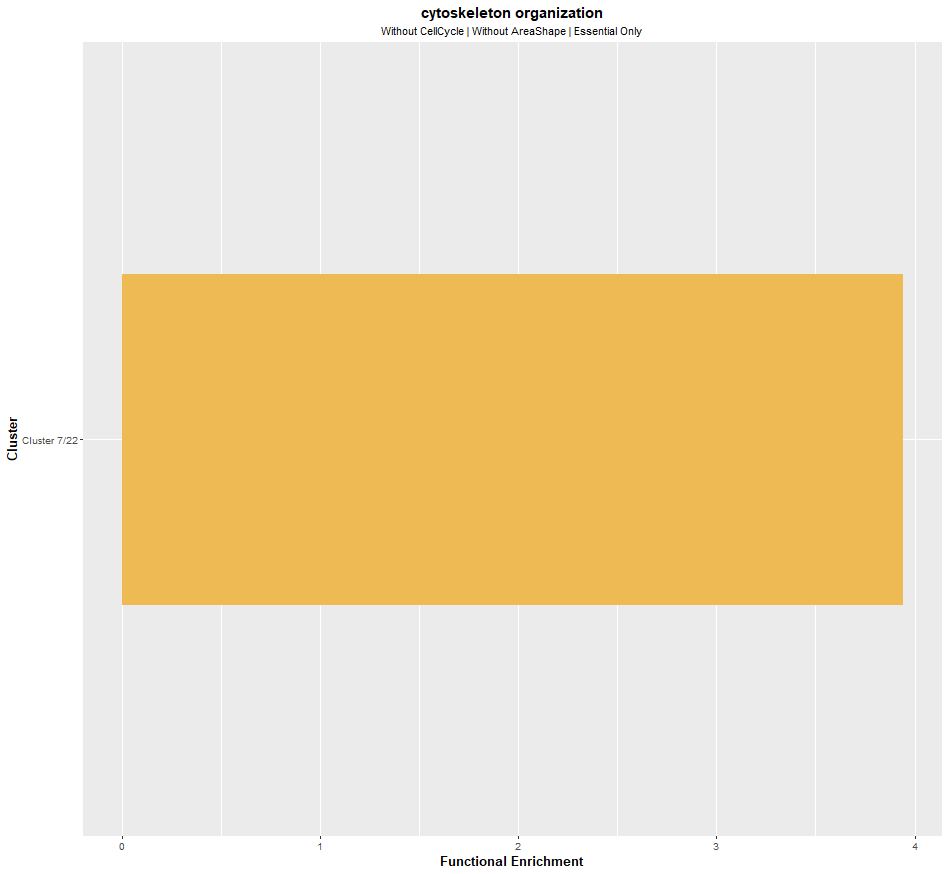 cytoskeleton organization
Without CellCycle | Without AreaShape | Essential Only
Cluster
Cluster 7/22
0 1 2 3 4
Functional Enrichment